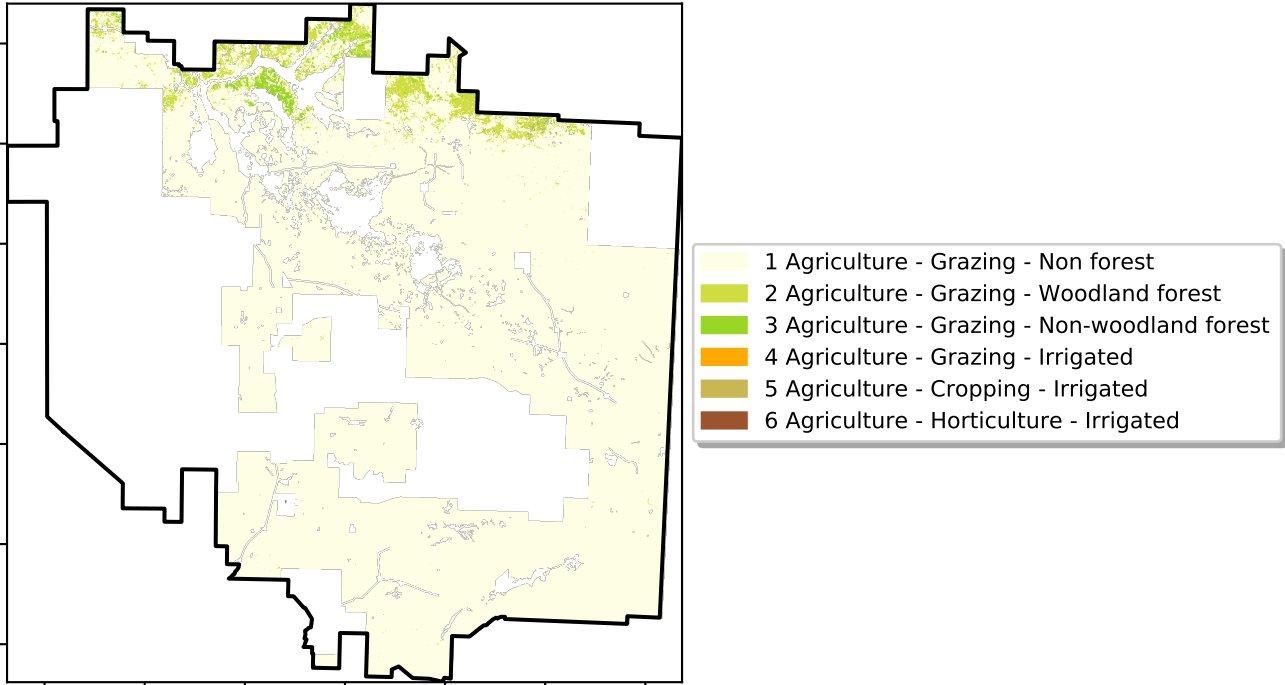 1 Agriculture - Grazing - Non forest
2 Agriculture - Grazing - Woodland forest
3 Agriculture - Grazing - Non-woodland forest
4 Agriculture - Grazing - Irrigated
5 Agriculture - Cropping - Irrigated
6 Agriculture - Horticulture - Irrigated